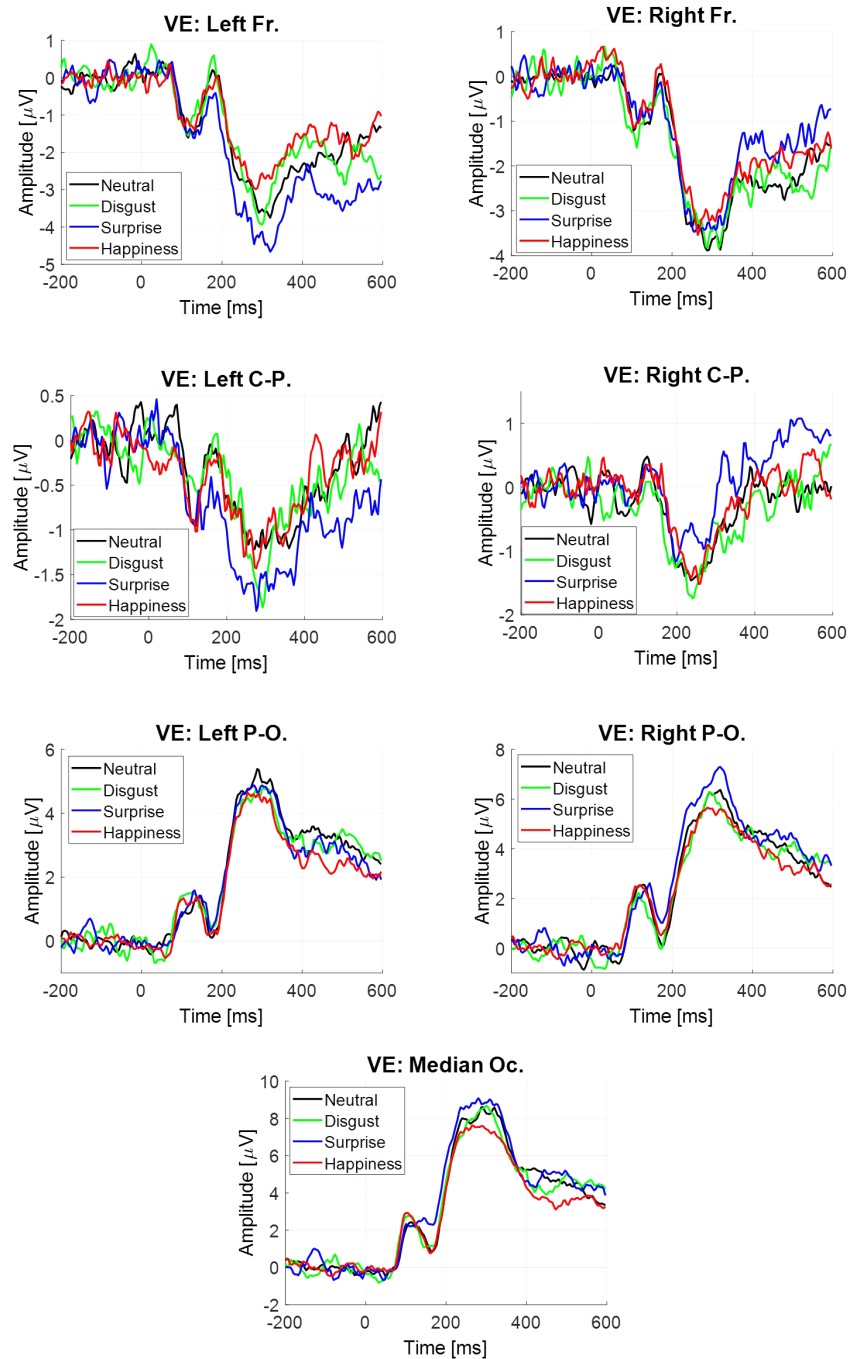 VE: Left Fr.
Amplitude [μV]
1
0
-1
-2
-3
-4
-5
Neutral
Disgust
Surprise
Happiness
-200 0 200 400 600
Time [ms]
VE: Right Fr.
Amplitude [μV]
1
0
-1
-2
-3
-4
Neutral
Disgust
Surprise
Happiness
-200 0 200 400 600
Time [ms]
VE: Left C-P.
Amplitude [μV]
0.5
0
-0.5
-1
-1.5
-2
Neutral
Disgust
Surprise
Happiness
-200 0 200 400 600
Time [ms]
VE: Right C-P.
Amplitude [μV]
1
0
-1
-2
Neutral
Disgust
Surprise
Happiness
-200 0 200 400 600
Time [ms]
VE: Left P-O.
Amplitude [μV]
6
4
2
0
-200 0 200 400 600
Neutral
Disgust
Surprise
Happiness
Time [ms]
VE: Right P-O.
Amplitude [μV]
8
6
4
2
0
Neutral
Disgust
Surprise
Happiness
-200 0 200 400 600
Time [ms]
VE: Median Oc.
Amplitude [μV]
10
8
6
4
2
0
-2
Neutral
Disgust
Surprise
Happiness
-200 0 200 400 600
Time [ms]